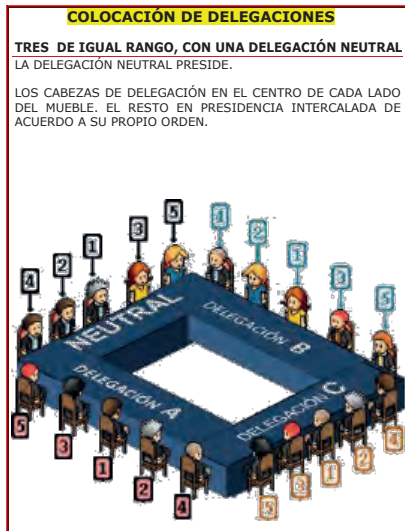 COLOCACIÓN DE DELEGACIONES
TRES DE IGUAL RANGO, CON UNA DELEGACIÓN NEUTRAL
LA DELEGACIÓN NEUTRAL PRESIDE.
LOS CABEZAS DE DELEGACIÓN EN EL CENTRO DE CADA LADO
DEL MUEBLE. EL RESTO EN PRESIDENCIA INTERCALADA DE
ACUERDO A SU PROPIO ORDEN.
4 2 1 3 5
4 2 1 3 5
NEUTRAL
DELEGACIÓN B
DELEGACIÓN A
DELEGACIÓN C
5 3 1 2 4
5 3 1 2 4